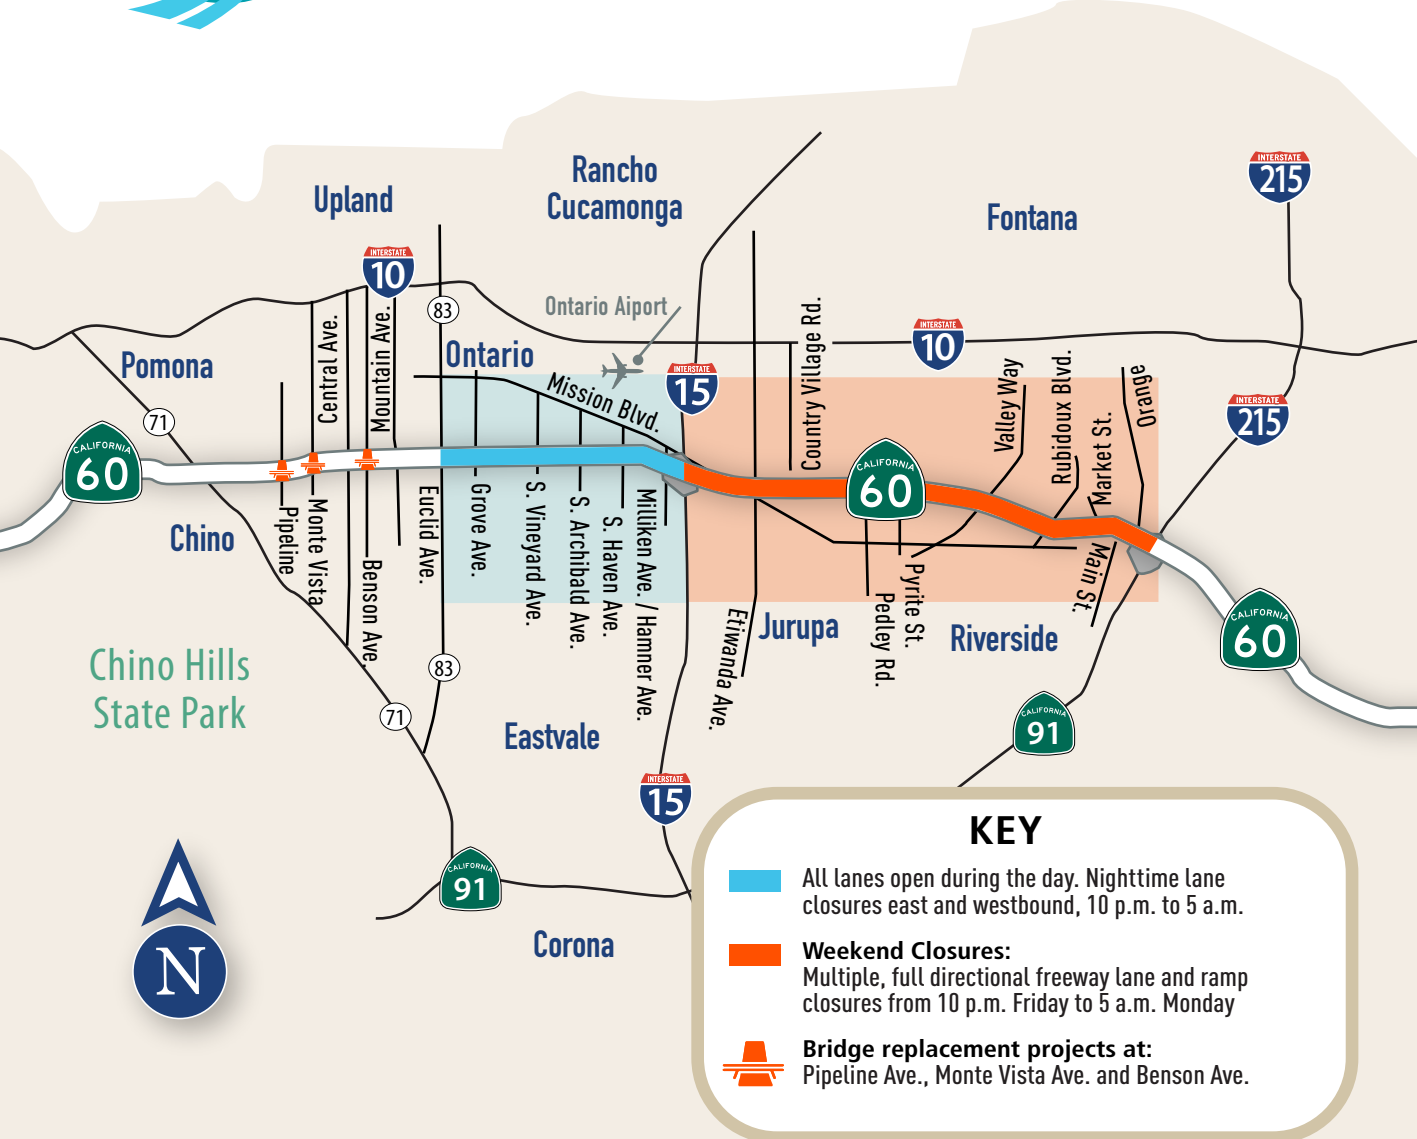 Rancho
Cucamonga
Upland
Fontana
INTERSTATE
215
INTERSTATE
10
83
Ontario Aiport
INTERSTATE
10
Pomona
Ontario
INTERSTATE
15
Mission Blvd.
Central Ave.
Mountain Ave.
Country Village Rd.
Valley Way
Rubidoux Blvd.
Market St.
Orange
INTERSTATE
215
71
CALIFORNIA
60
CALIFORNIA
60
Chino
Pipeline
Monte Vista
Benson Ave.
Euclid Ave.
Grove Ave.
S. Vineyard Ave.
S. Archibald Ave.
S. Haven Ave.
Milliken Ave. / Hamner Ave.
Etiwanda Ave.
Jurupa
Pedley Rd.
Pyrite St.
Riverside
Main St.
CALIFORNIA
60
Chino Hills
State Park
83
71
Eastvale
CALIFORNIA
91
INTERSTATE
15
CALIFORNIA
91
Corona
N
KEY
All lanes open during the day. Nighttime lane
closures east and westbound, 10 p.m. to 5 a.m.
Weekend Closures:
Multiple, full directional freeway lane and ramp
closures from 10 p.m. Friday to 5 a.m. Monday
Bridge replacement projects at:
Pipeline Ave., Monte Vista Ave. and Benson Ave.